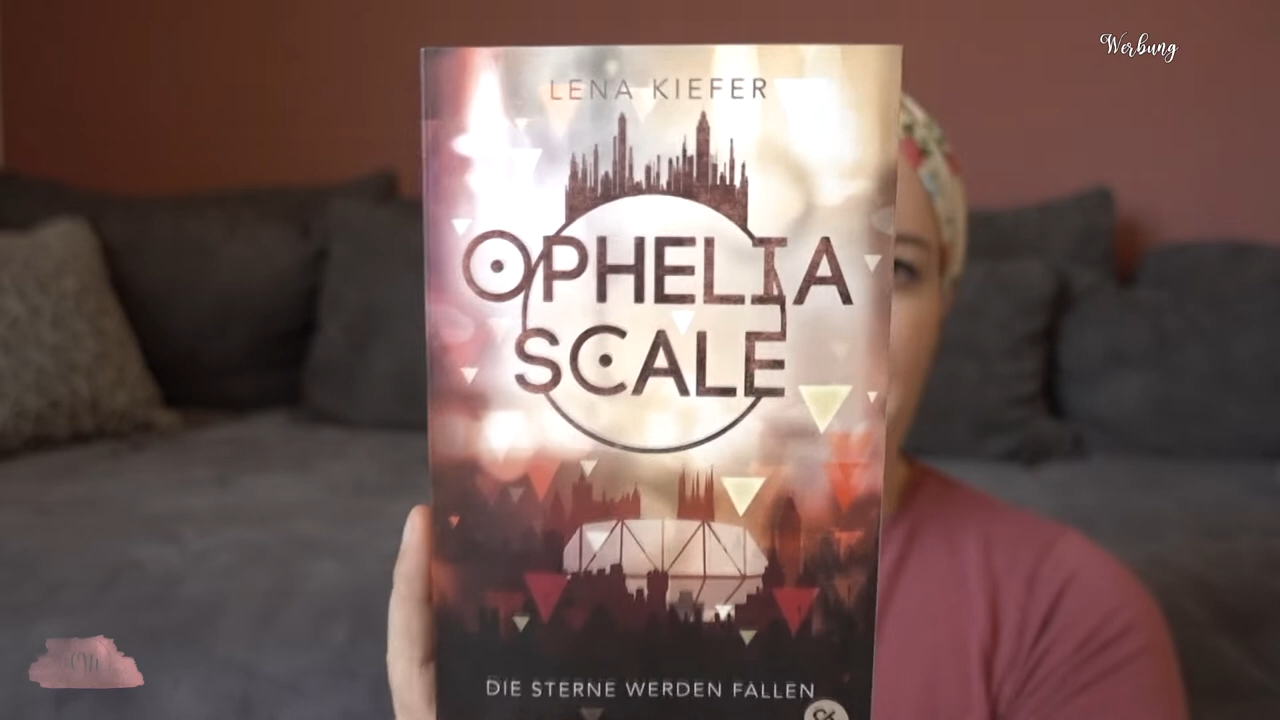 Werbung
LENA KIEFER
OPHELIA
SCALE
DIE STERNE WERDEN FALLEN